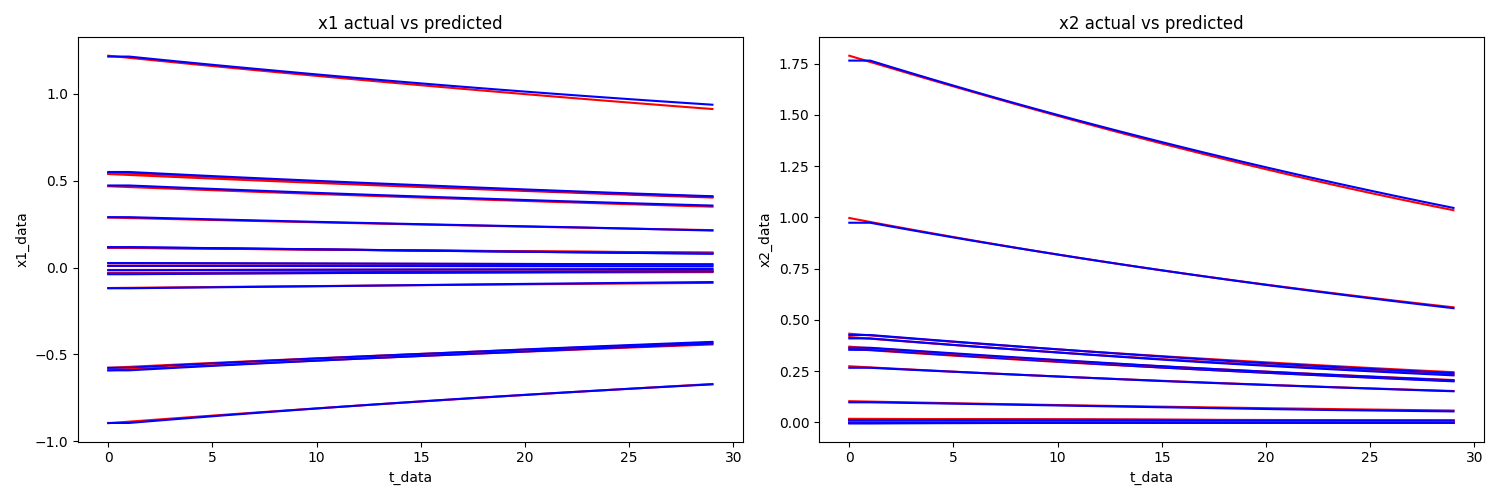 x1 actual vs predicted
x1_data
1.0
0.5
0.0
−0.5
−1.0
0 5 10 15 20 25 30
t_data
x2 actual vs predicted
x2_data
1.75
1.50
1.25
1.00
0.75
0.50
0.25
0.00
0 5 10 15 20 25 30
t_data